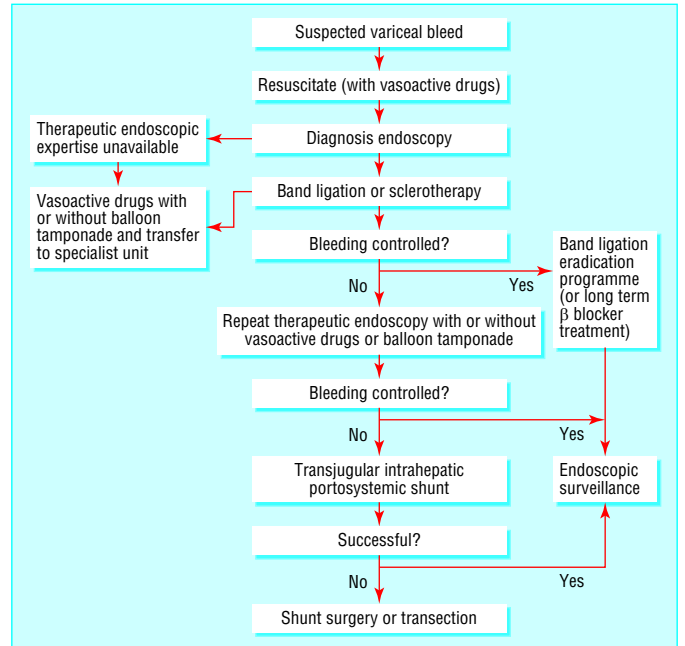 Suspected variceal bleed
Resuscitate (with vasoactive drugs)
Therapeutic endoscopic
expertise unavailable
Diagnosis endoscopy
Vasoactive drugs with
or without balloon
tamponade and transfer
to specialist unit
Band ligation or sclerotherapy
Bleeding controlled?
No
Yes
Band ligation
eradication
programme
(or long term
β blocker
treatment)
Repeat therapeutic endoscopy with or without
vasoactive drugs or balloon tamponade
Bleeding controlled?
No
Yes
Transjugular intrahepatic
portosystemic shunt
Endoscopic
surveillance
Successful?
No
Yes
Shunt surgery or transection